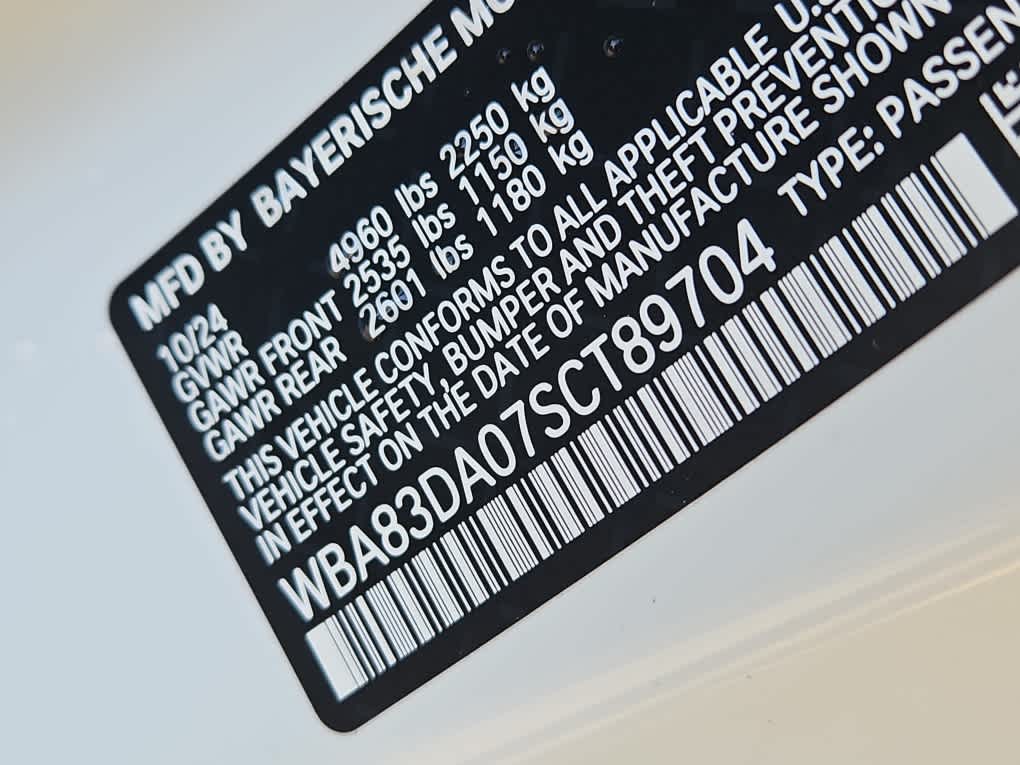 MFD BY BAYERISCHE
10/24
GVWR 4960 lbs 2250 kg
GAWR FRONT 2535 lbs 1150 kg
GAWR REAR 2601 lbs 1180 kg
THIS VEHICLE CONFORMS TO ALL APPLICABLE U.S
VEHICLE SAFETY, BUMPER AND THEFT PREVENTIO
IN EFFECT ON THE DATE OF MANUFACTURE SHOWN
WBA83DA07SCT89704 TYPE: PASSEN